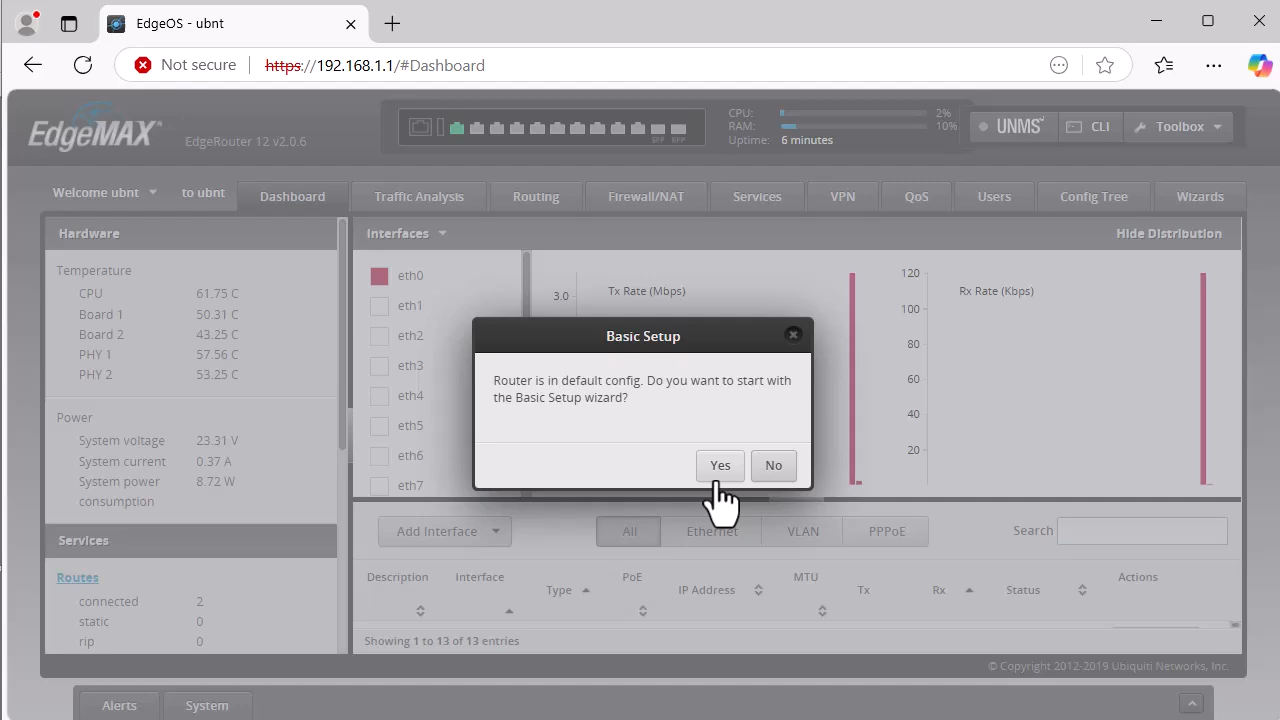 EdgeOS - ubnt
Not secure
https://192.168.1.1/#Dashboard
EdgeMAX®
EdgeRouter 12 v2.0.6
SFP SFP
CPU: 2%
RAM: 10%
Uptime: 6 minutes
UNMS
CLI
Toolbox
Welcome ubnt to ubnt
Dashboard
Traffic Analysis
Routing
Firewall/NAT
Services
VPN
QoS
Users
Config Tree
Wizards
Hardware
Temperature
CPU 61.75 C
Board 1 50.31 C
Board 2 43.25 C
PHY 1 57.56 C
PHY 2 53.25 C
Power
System voltage 23.31 V
System current 0.37 A
System power consumption 8.72 W
Services
Routes
connected 2
static 0
rip 0
Interfaces
Hide Distribution
eth0
eth1
eth2
eth3
eth4
eth5
eth6
eth7
Tx Rate (Mbps)
3.0
Rx Rate (Kbps)
120
100
80
60
40
20
Basic Setup
Router is in default config. Do you want to start with
the Basic Setup wizard?
Yes
No
Add Interface
All
Ethernet
VLAN
PPPoE
Search
Description
Interface
Type
PoE
IP Address
MTU
Tx
Rx
Status
Actions
Showing 1 to 13 of 13 entries
© Copyright 2012-2019 Ubiquiti Networks, Inc.
Alerts
System